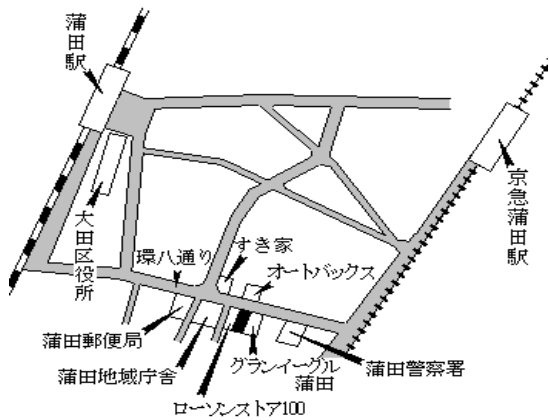 蒲田駅
京急蒲田駅
大田区役所
環八通り
すき家
オートバックス
蒲田郵便局
蒲田地域庁舎
ローソンストア100
グランイーグル
蒲田
蒲田警察署